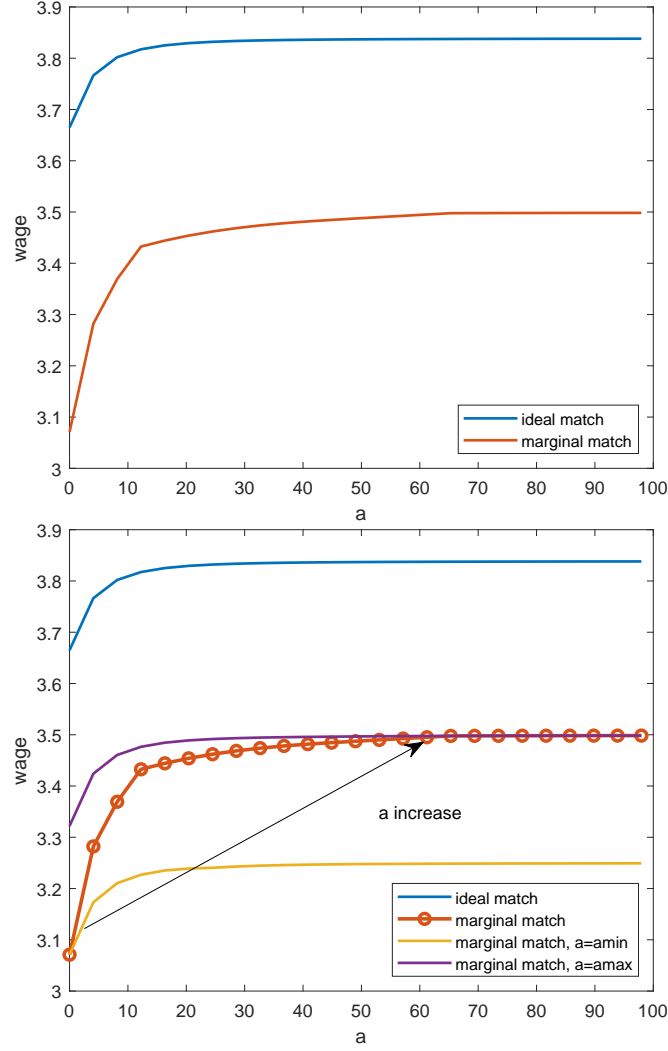 3.9
3.8
3.7
3.6
3.5
3.4
3.3
3.2
3.1
3
wage
ideal match
marginal match
0 10 20 30 40 50 60 70 80 90 100
a
3.9
3.8
3.7
3.6
3.5
3.4
3.3
3.2
3.1
3
wage
a increase
ideal match
marginal match
marginal match, a=amin
marginal match, a=amax
0 10 20 30 40 50 60 70 80 90 100
a